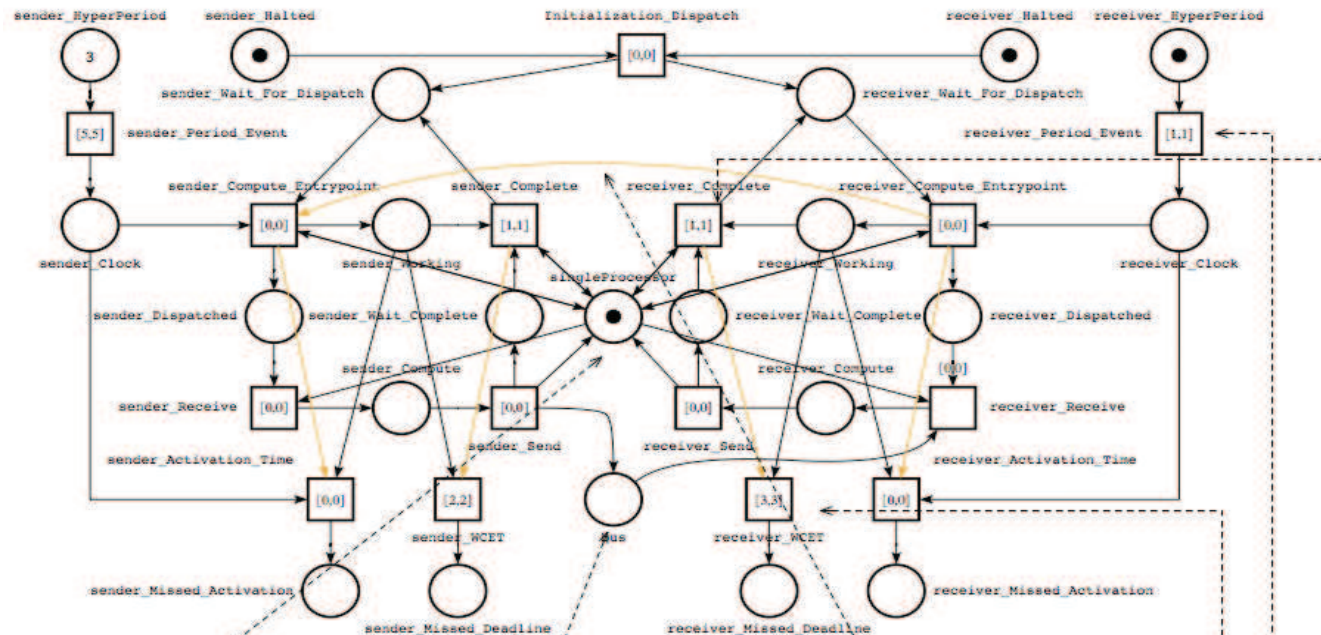 sender_HyperPeriod
sender_Halted
Initialization_Dispatch
receiver_Halted
receiver_HyperPeriod
3
[0,0]
sender_Wait_For_Dispatch
receiver_Wait_For_Dispatch
[5,5]
sender_Period_Event
receiver_Period_Event
[1,1]
sender_Compute_Entrypoint
sender_Complete
receiver_Complete
receiver_Compute_Entrypoint
[0,0]
[1,1]
[1,1]
[0,0]
sender_Clock
sender_Working
singleProcessor
receiver_Working
receiver_Clock
sender_Dispatched
sender_Wait_Complete
receiver_Wait_Complete
receiver_Dispatched
sender_Compute
receiver_Compute
[0,0]
sender_Receive
[0,0]
[0,0]
[0,0]
receiver_Receive
sender_Send
receiver_Send
sender_Activation_Time
receiver_Activation_Time
[0,0]
[2,2]
[3,3]
[0,0]
sender_WCET
Bus
receiver_WCET
sender_Missed_Activation
receiver_Missed_Activation
sender_Missed_Deadline
receiver_Missed_Deadline